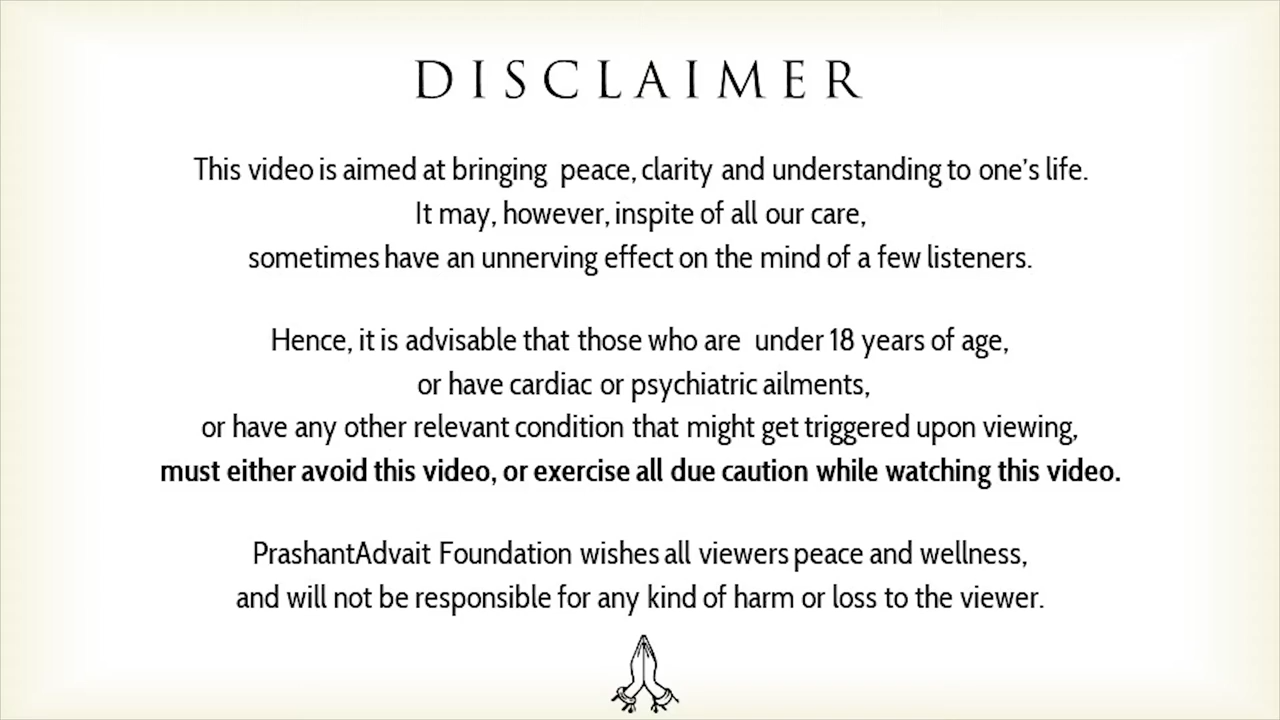 DISCLAIMER
This video is aimed at bringing peace, clarity and understanding to one's life.
It may, however, inspite of all our care,
sometimes have an unnerving effect on the mind of a few listeners.
Hence, it is advisable that those who are under 18 years of age,
or have cardiac or psychiatric ailments,
or have any other relevant condition that might get triggered upon viewing,
must either avoid this video, or exercise all due caution while watching this video.
PrashantAdvait Foundation wishes all viewers peace and wellness,
and will not be responsible for any kind of harm or loss to the viewer.